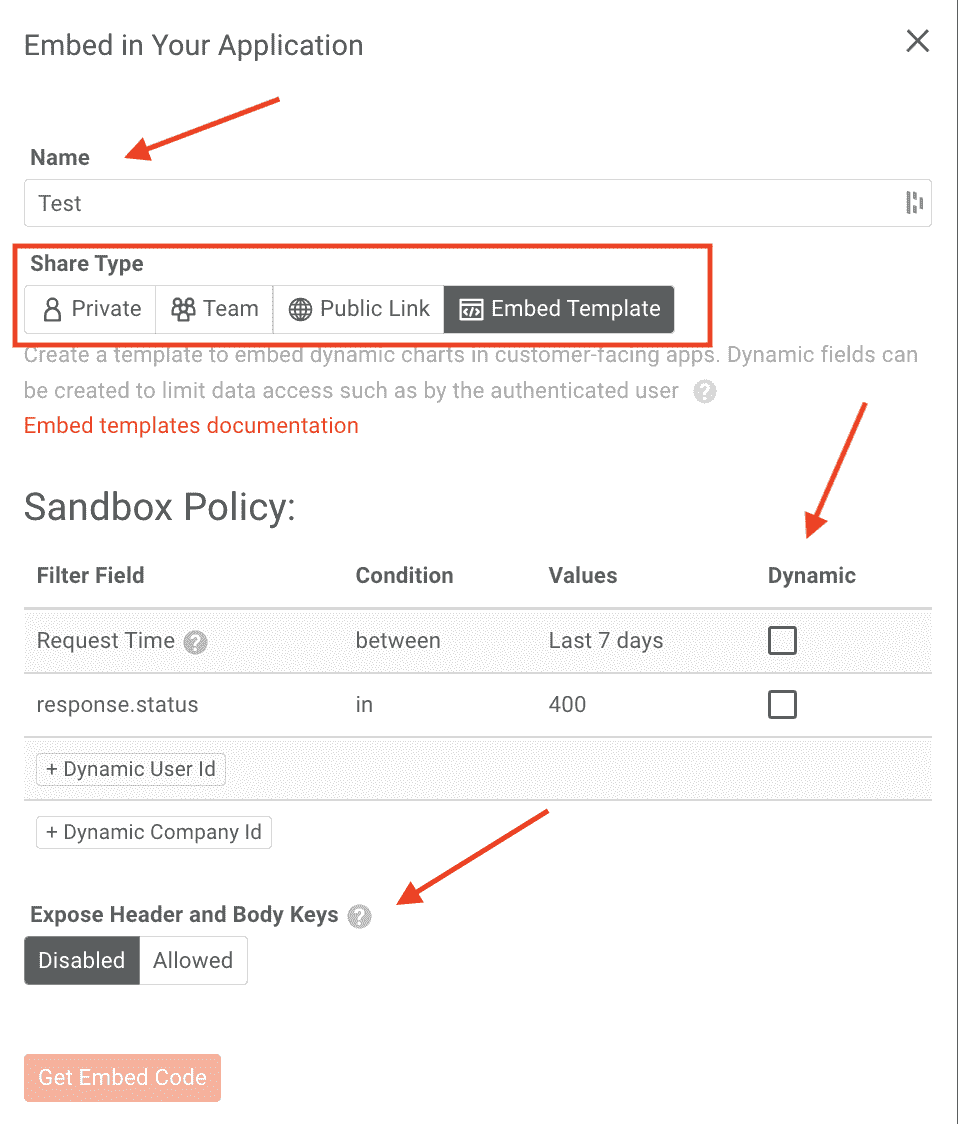 Embed in Your Application
Name
Test
Share Type
Private Team Public Link Embed Template
Create a template to embed dynamic charts in customer-facing apps. Dynamic fields can
be created to limit data access such as by the authenticated user ?
Embed templates documentation
Sandbox Policy:
Filter Field Condition Values Dynamic
Request Time ? between Last 7 days
response.status in 400
+ Dynamic User Id
+ Dynamic Company Id
Expose Header and Body Keys ?
Disabled Allowed
Get Embed Code